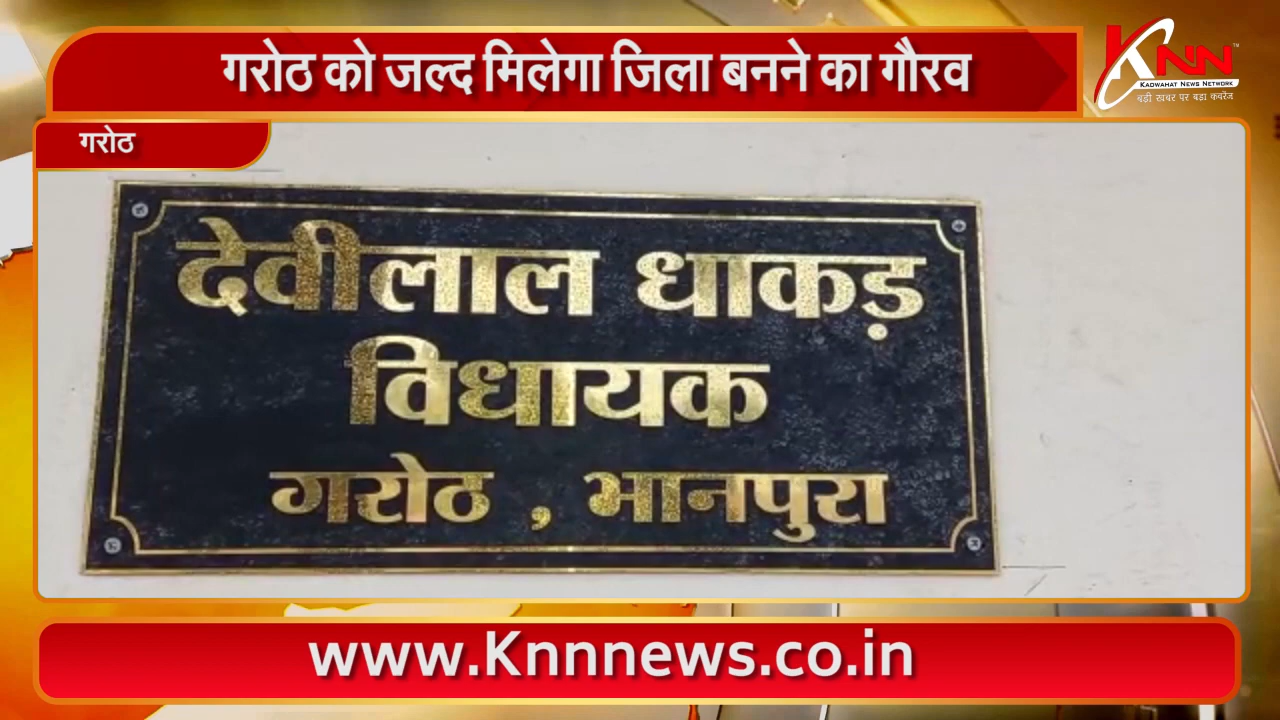 गरोठ को जल्द मिलेगा जिला बनने का गौरव
KNN
KADWAHAT NEWS NETWORK
बड़ी खबर पर बड़ा कवरेज
गरोठ
देवीलाल धाकड़
विधायक
गरोठ , भानपुरा
www.Knnnews.co.in